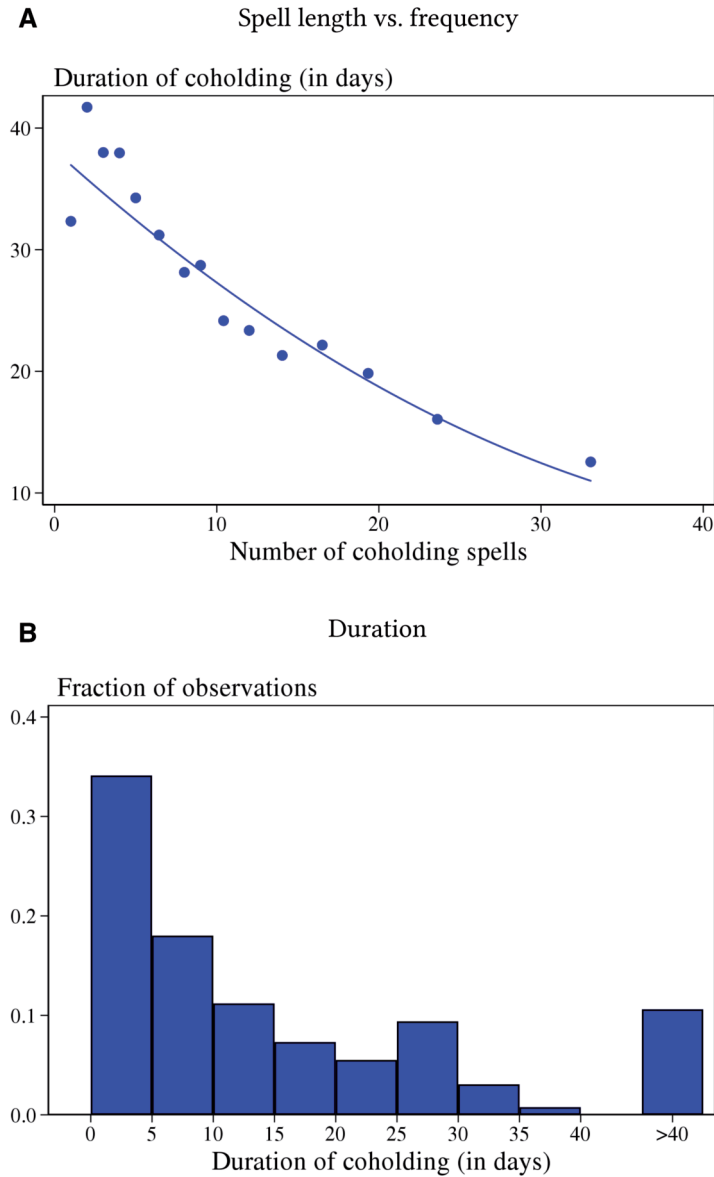 A
Spell length vs. frequency
Duration of coholding (in days)
40
30
20
10
0 10 20 30 40
Number of coholding spells
B
Duration
Fraction of observations
0.4
0.3
0.2
0.1
0.0
0 5 10 15 20 25 30 35 40 >40
Duration of coholding (in days)